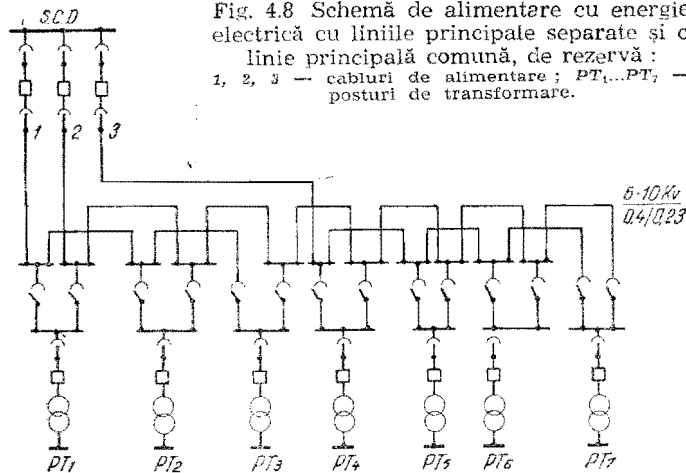 S.C.D
Fig. 4.8 Schemă de alimentare cu energie
electrică cu liniile principale separate și c
linie principală comună, de rezervă :
1, 2, 3 — cabluri de alimentare ; PT₁...PT₇ —
posturi de transformare.
1 2 3
6-10Kv
0.4/0,23
PT₁ PT₂ PT₃ PT₄ PT₅ PT₆ PT₇